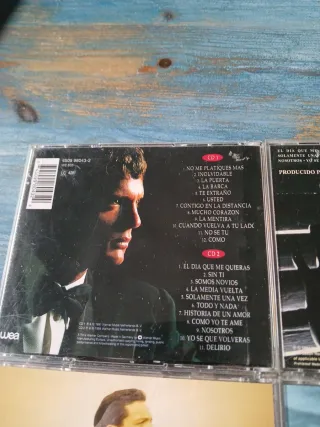 CD 1
1. NO ME PLATIQUES MAS
2. INOLVIDABLE
3. LA PUERTA
4. LA BARCA
5. TE EXTRAÑO
6. USTED
7. CONTIGO EN LA DISTANCIA
8. MUCHO CORAZON
9. LA MENTIRA
10. CUANDO VUELVA A TU LADO
11. NO SE TU
12. COMO
CD 2
1. EL DIA QUE ME QUIERAS
2. SIN TI
3. SOMOS NOVIOS
4. LA MEDIA VUELTA
5. SOLAMENTE UNA VEZ
6. TODO Y NADA
7. HISTORIA DE UN AMOR
8. COMO YO TE AME
9. NOSOTROS
10. YO SE QUE VOLVERAS
11. DELIRIO
wea
EL DIA QUE ME
SOLAMENTE UNA
NOSOTROS • YO SE
PRODUCIDO P